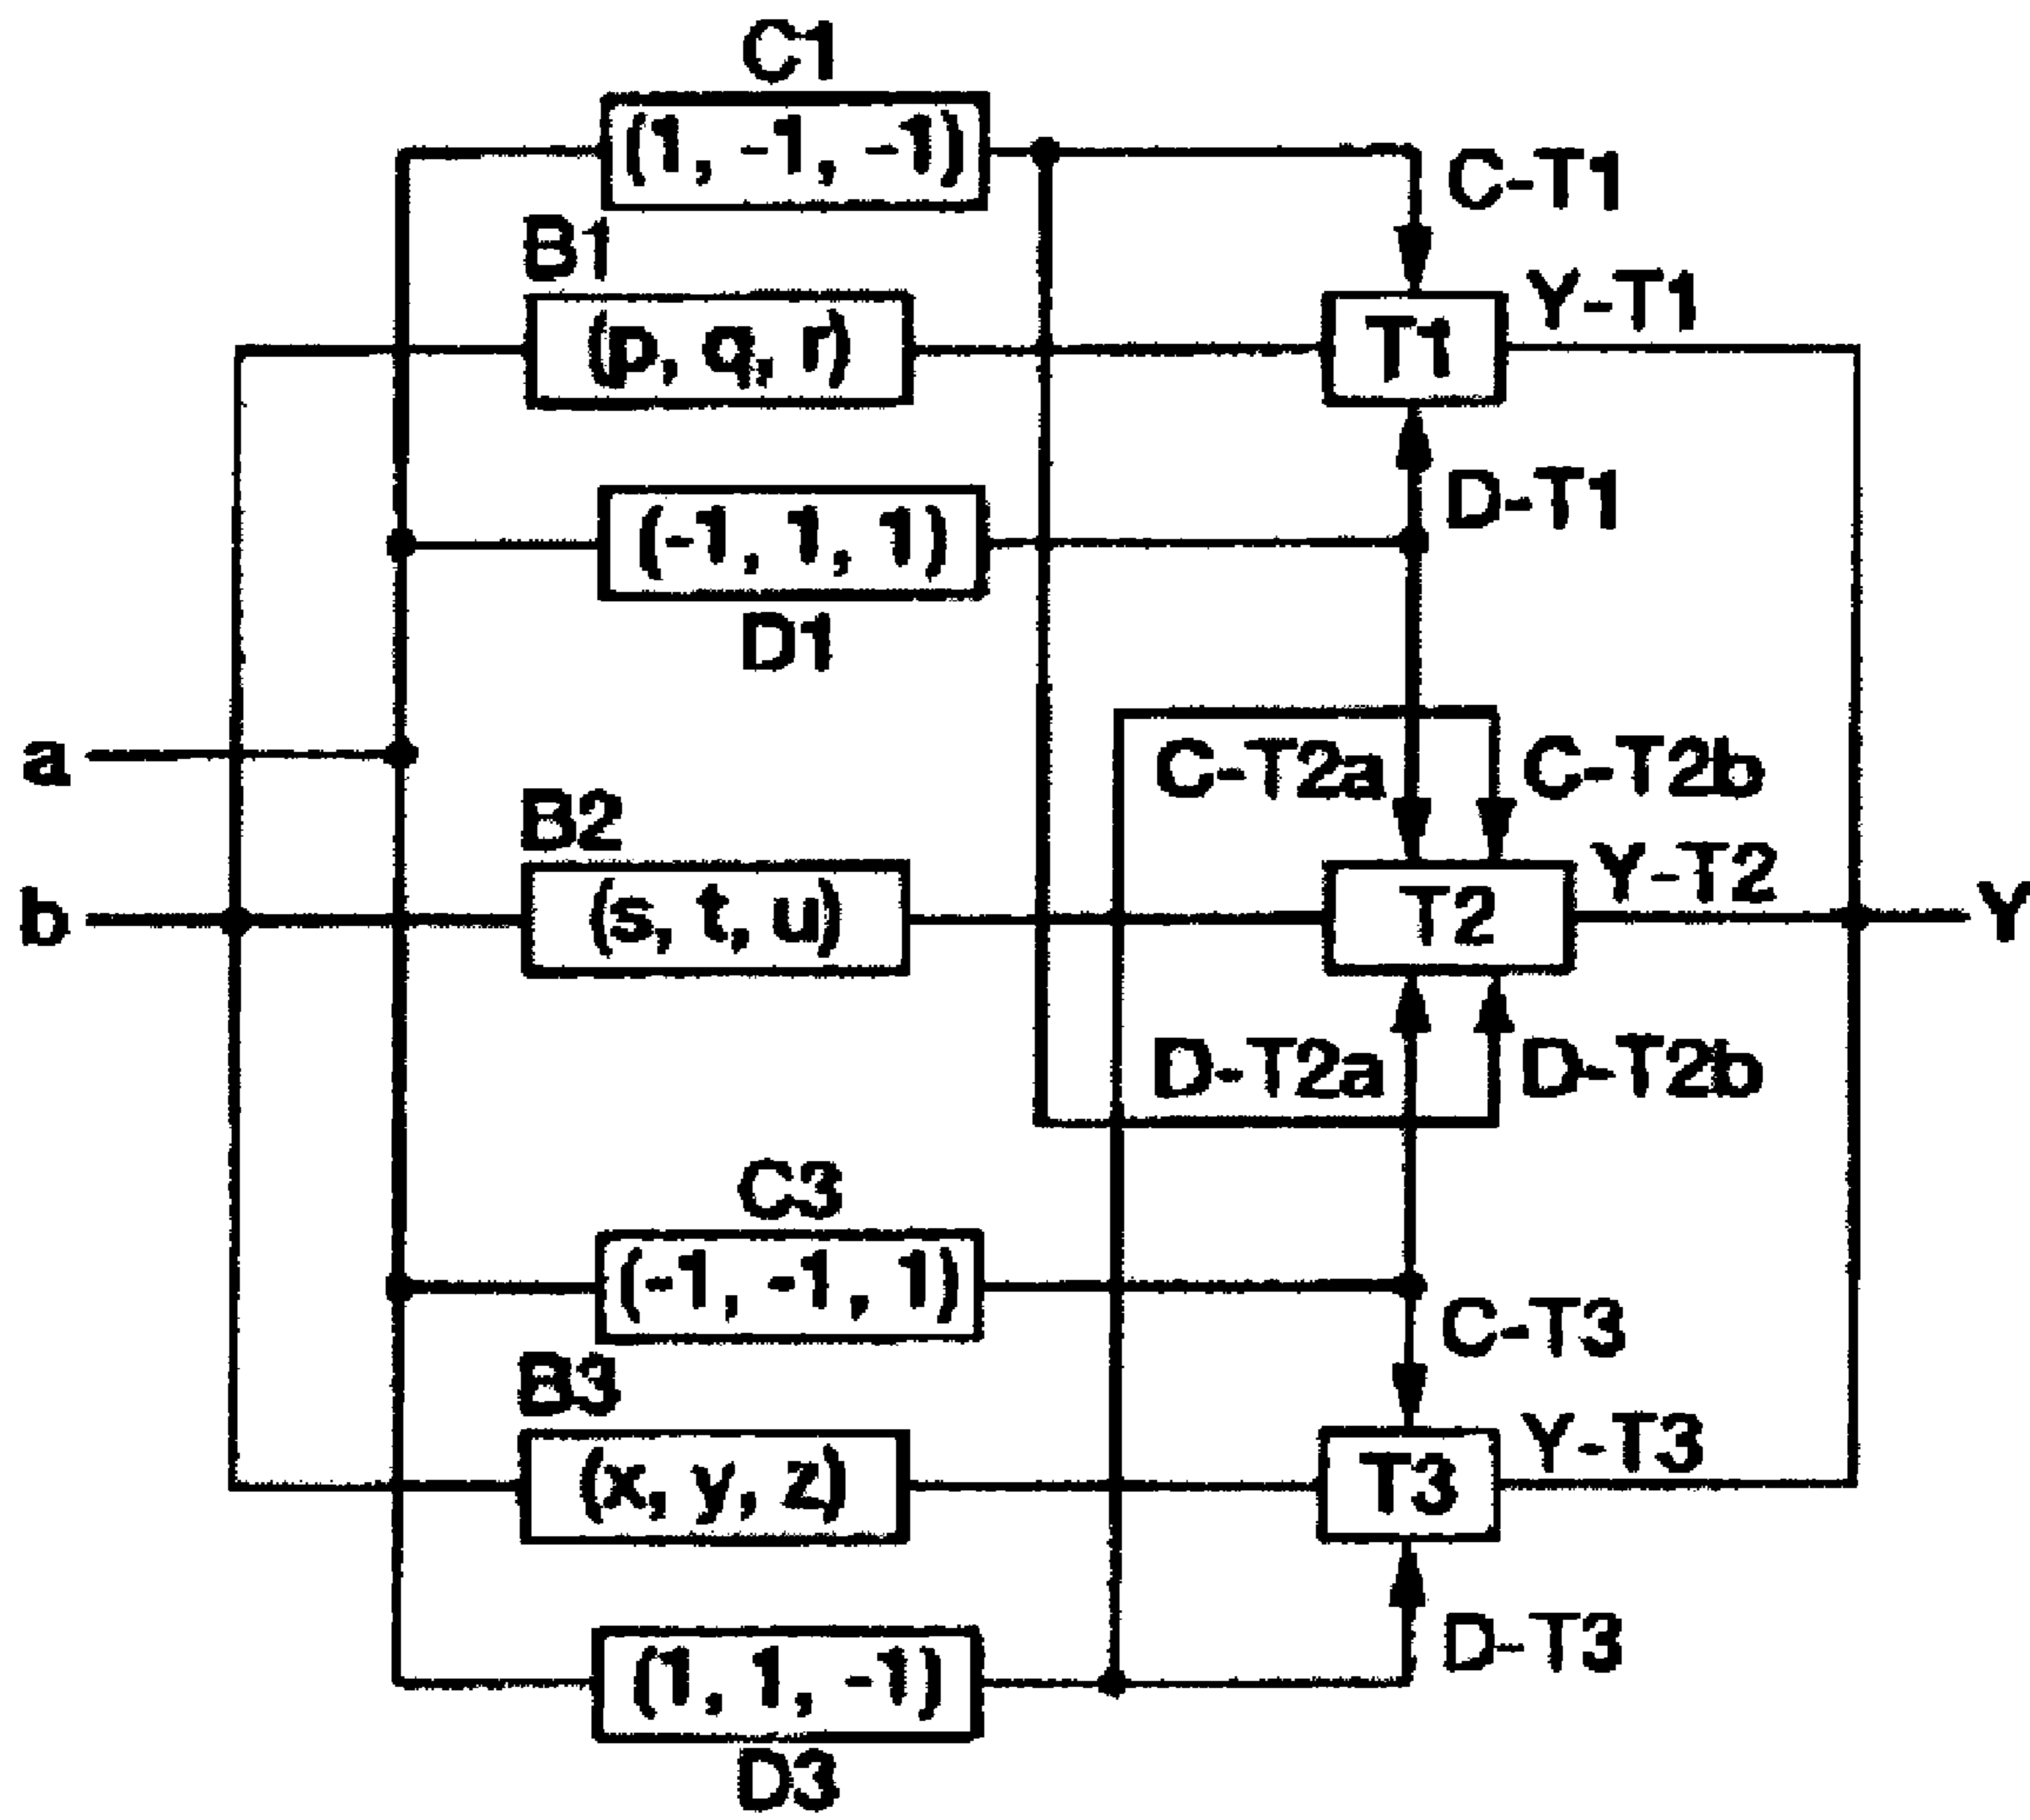 C1
(1, -1, -1)
C-T1
B1
(p, q, r)
T1
Y-T1
D-T1
(-1, 1, 1)
D1
a
C-T2a
C-T2b
B2
b
(s, t, u)
T2
Y-T2
Y
D-T2a
D-T2b
C3
(-1, -1, 1)
C-T3
B3
(x, y, z)
T3
Y-T3
D-T3
(1, 1, -1)
D3